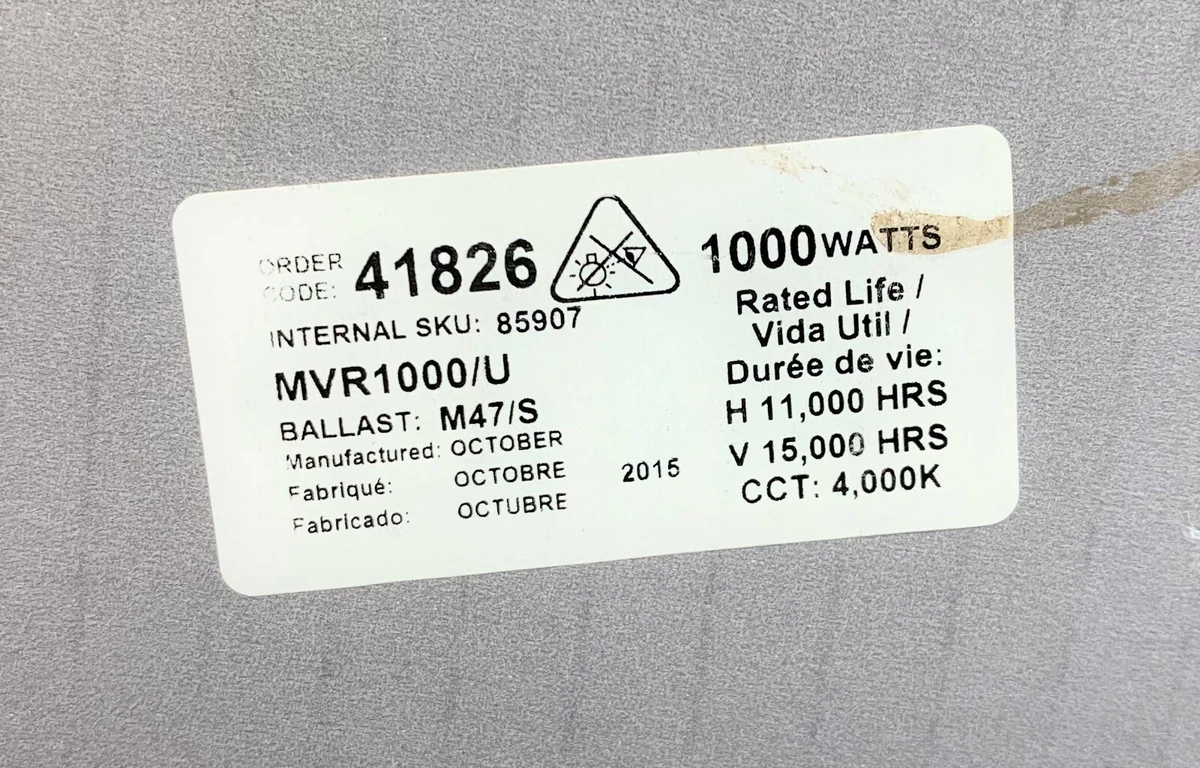 ORDER CODE: 41826
INTERNAL SKU: 85907
MVR1000/U
BALLAST: M47/S
Manufactured: OCTOBER
Fabriqué: OCTOBRE 2015
Fabricado: OCTUBRE
1000 WATTS
Rated Life /
Vida Util /
Durée de vie:
H 11,000 HRS
V 15,000 HRS
CCT: 4,000K